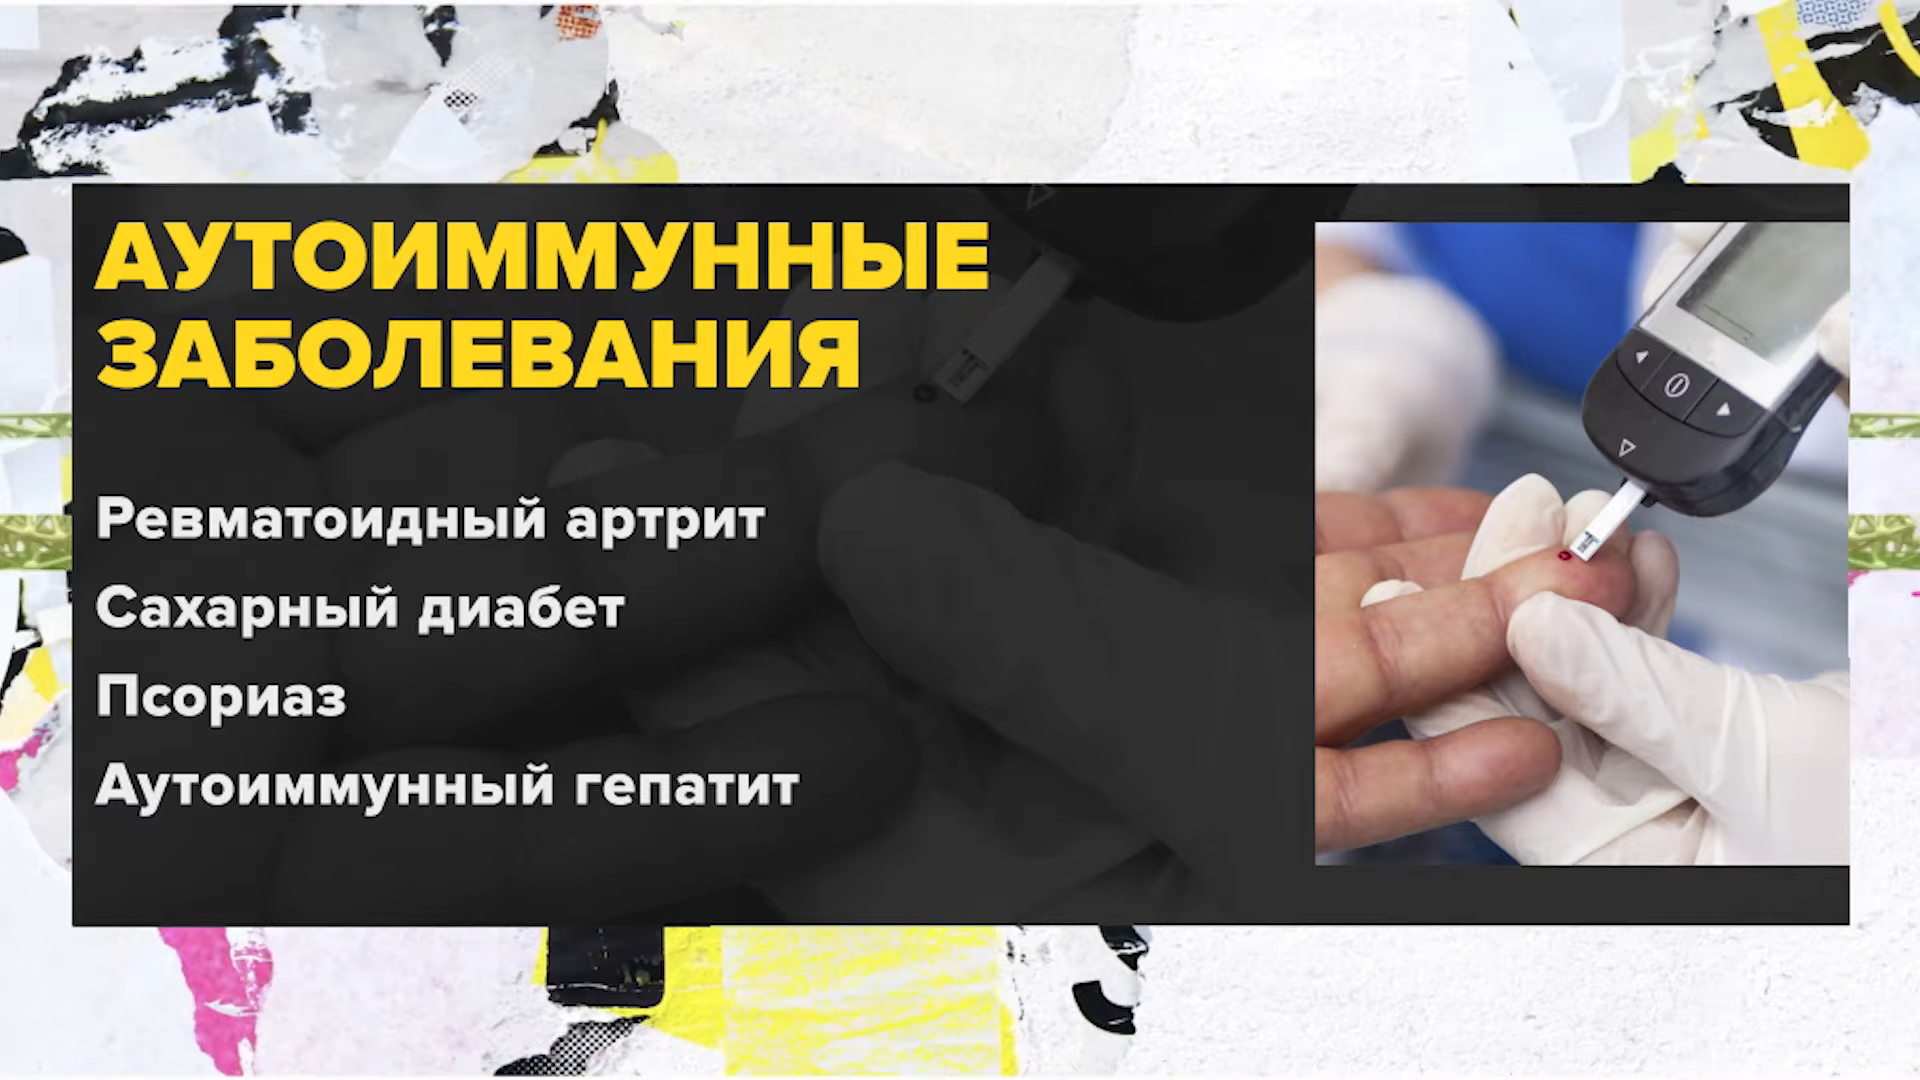 АУТОИММУННЫЕ
ЗАБОЛЕВАНИЯ
Ревматоидный артрит
Сахарный диабет
Псориаз
Аутоиммунный гепатит